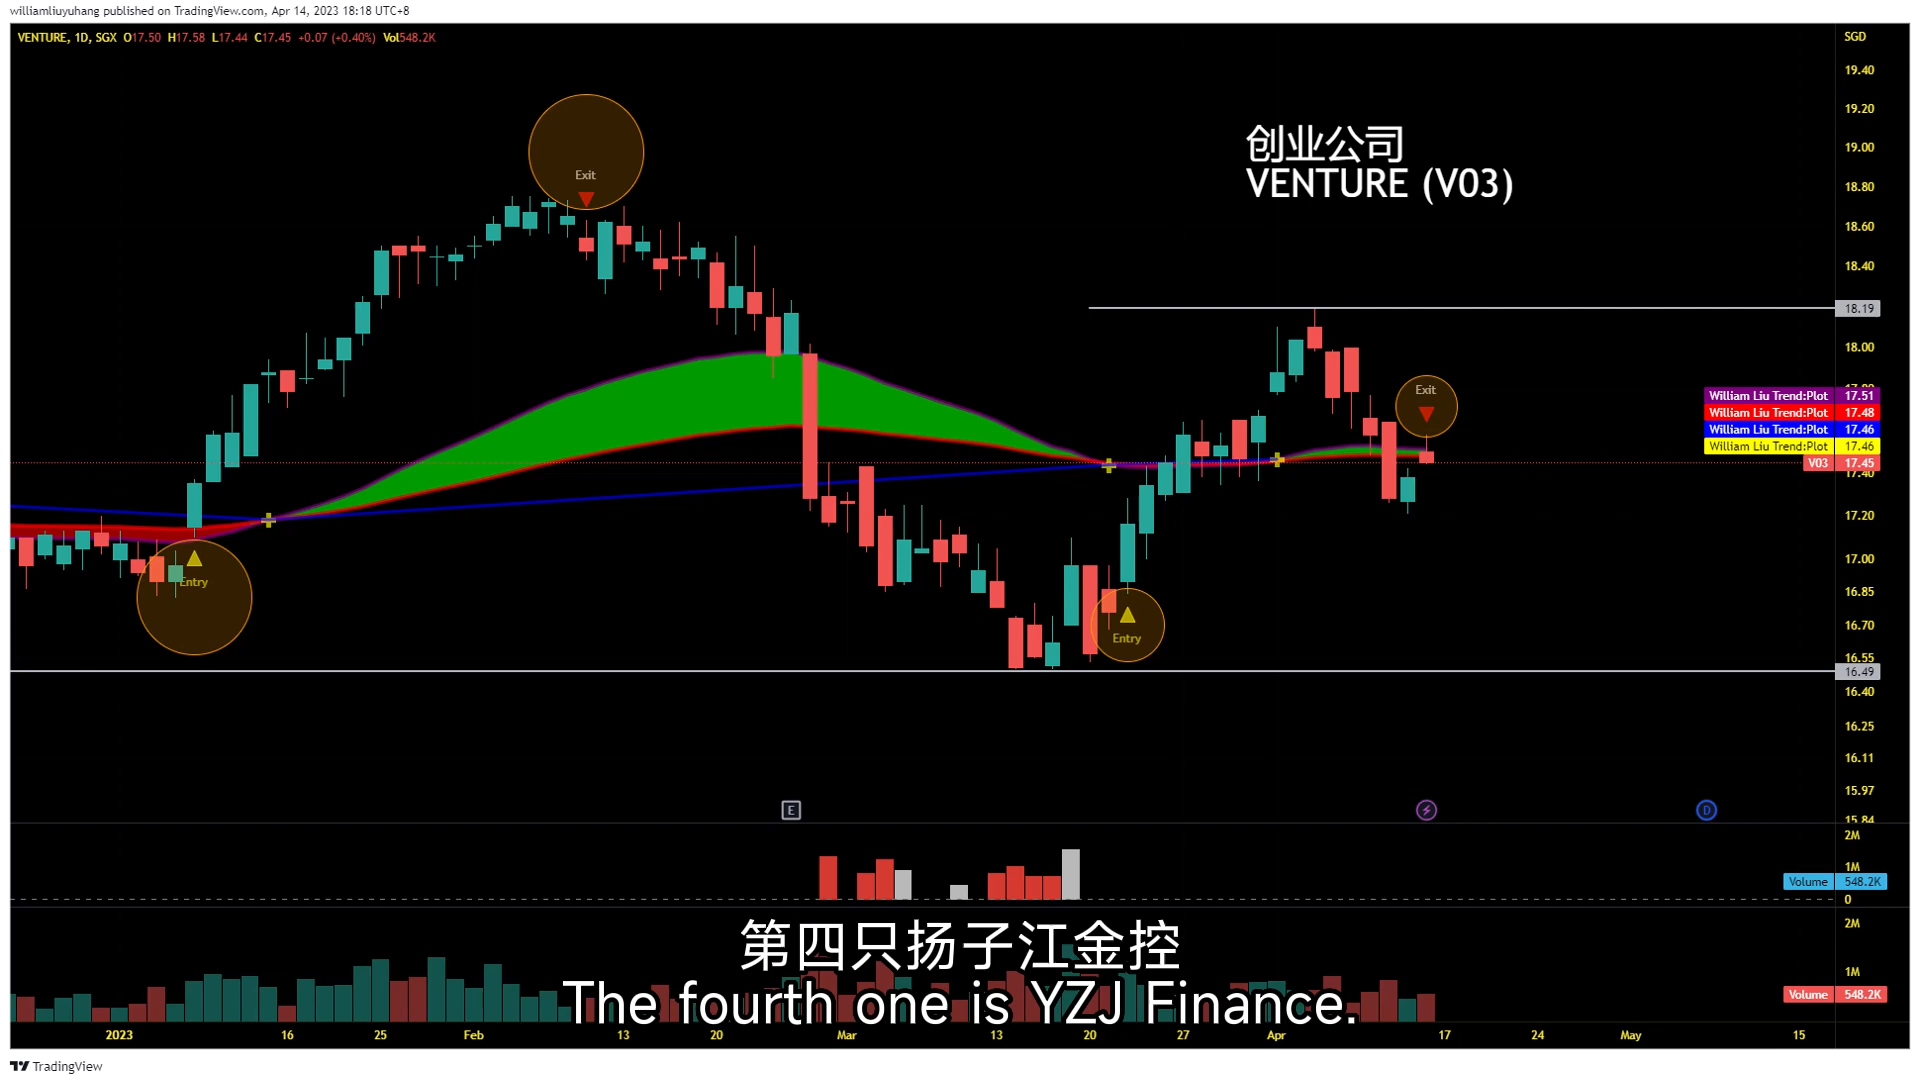 williamliuyuhang published on TradingView.com, Apr 14, 2023 18:18 UTC+8
VENTURE, 1D, SGX O17.50 H17.58 L17.44 C17.45 +0.07 (+0.40%) Vol548.2K
SGD
19.40
19.20
19.00
18.80
18.60
18.40
18.19
18.00
创业公司
VENTURE (V03)
Exit
Exit
William Liu Trend:Plot 17.51
William Liu Trend:Plot 17.48
William Liu Trend:Plot 17.46
William Liu Trend:Plot 17.46
V03 17.45
17.40
17.20
17.00
Entry
16.85
16.70
Entry
16.55
16.49
16.40
16.25
16.11
15.97
E
D
15.84
2M
1M
Volume 548.2K
0
2M
1M
Volume 548.2K
第四只扬子江金控
The fourth one is YZJ Finance.
2023 16 25 Feb 13 20 Mar 13 20 27 Apr 17 24 May 15
TradingView